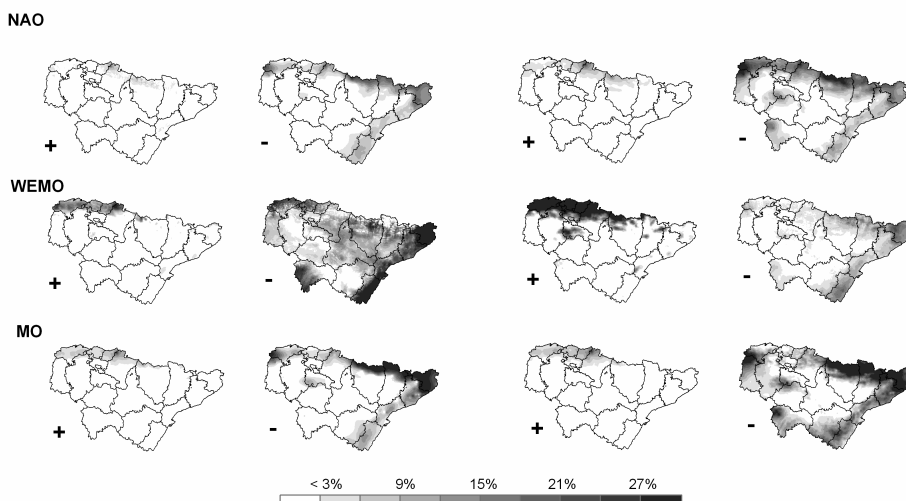 NAO
+ - + -
WEMO
+ - + -
MO
+ - + -
< 3% 9% 15% 21% 27%